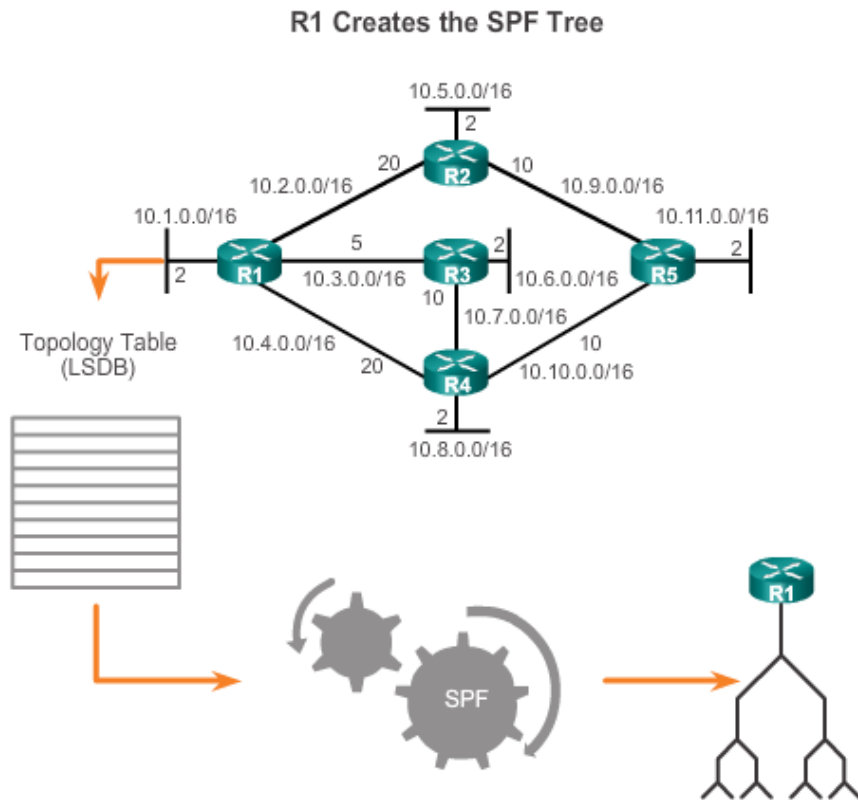 R1 Creates the SPF Tree
10.5.0.0/16
2
20
R2
10
10.2.0.0/16
10.9.0.0/16
10.1.0.0/16
10.11.0.0/16
2
R1
5
10.3.0.0/16
R3
2
10.6.0.0/16
R5
2
10
10.7.0.0/16
10.4.0.0/16
20
R4
10
10.10.0.0/16
2
10.8.0.0/16
Topology Table
(LSDB)
SPF
R1